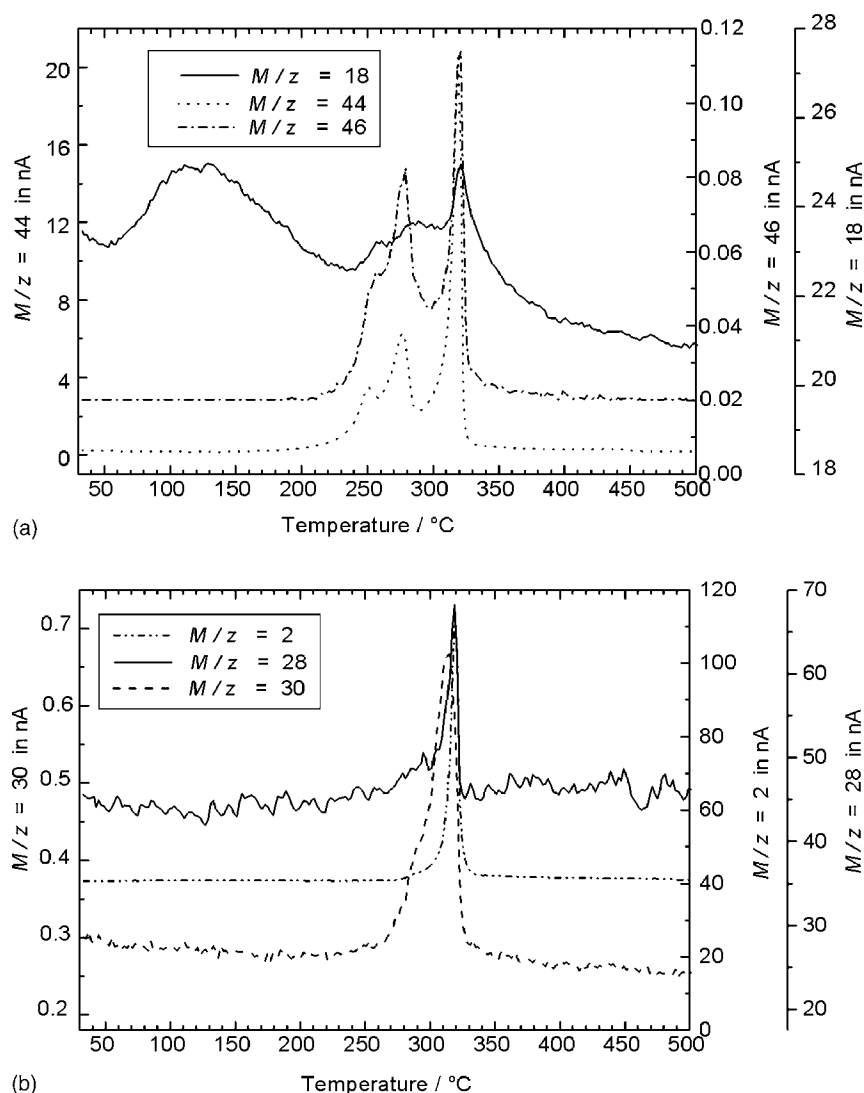 M/z = 18
M/z = 44
M/z = 46
20
16
12
8
4
0
M/z = 44 in nA
0.12
0.10
0.08
0.06
0.04
0.02
0.00
M/z = 46 in nA
28
26
24
22
20
18
M/z = 18 in nA
50 100 150 200 250 300 350 400 450 500
Temperature / °C
(a)
M/z = 2
M/z = 28
M/z = 30
0.7
0.6
0.5
0.4
0.3
0.2
M/z = 30 in nA
120
100
80
60
40
20
0
M/z = 2 in nA
70
60
50
40
30
20
M/z = 28 in nA
50 100 150 200 250 300 350 400 450 500
Temperature / °C
(b)